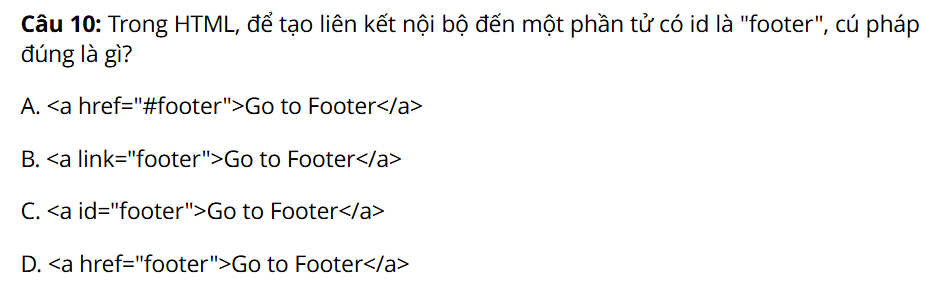 Câu 10: Trong HTML, để tạo liên kết nội bộ đến một phần tử có id là "footer", cú pháp
đúng là gì?
A. <a href="#footer">Go to Footer</a>
B. <a link="footer">Go to Footer</a>
C. <a id="footer">Go to Footer</a>
D. <a href="footer">Go to Footer</a>